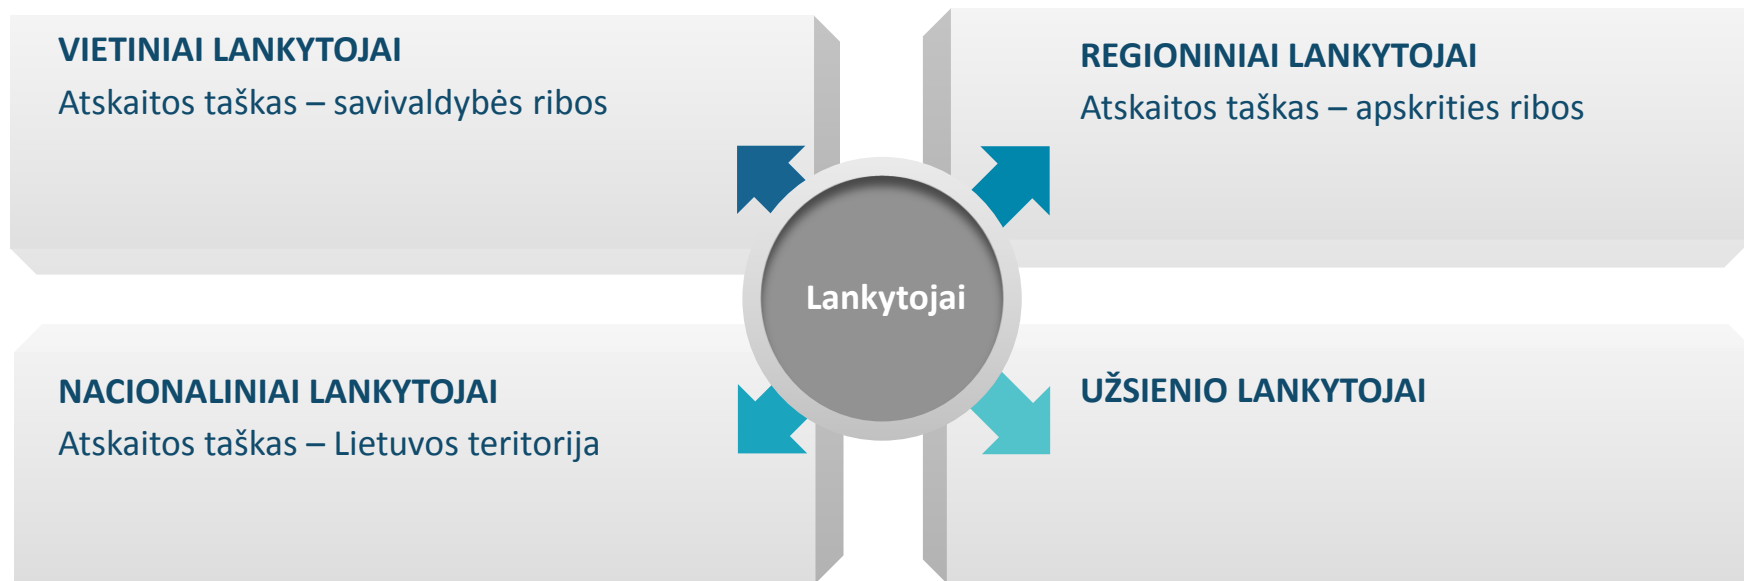 VIETINIAI LANKYTOJAI
Atskaitos taškas – savivaldybės ribos
REGIONINIAI LANKYTOJAI
Atskaitos taškas – apskrities ribos
Lankytojai
NACIONALINIAI LANKYTOJAI
Atskaitos taškas – Lietuvos teritorija
UŽSIENIO LANKYTOJAI